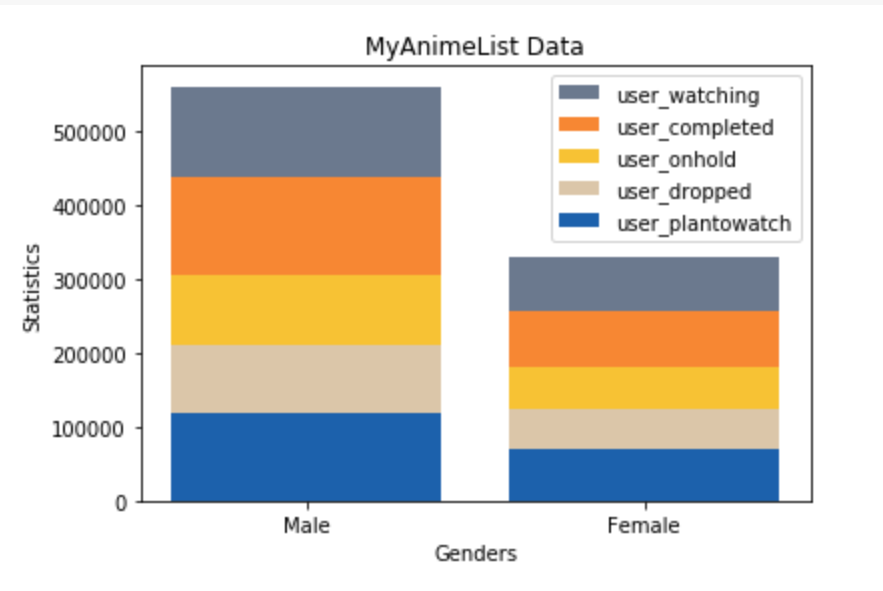 MyAnimeList Data
user_watching
user_completed
user_onhold
user_dropped
user_plantowatch
Statistics
500000
400000
300000
200000
100000
0
Male Female
Genders